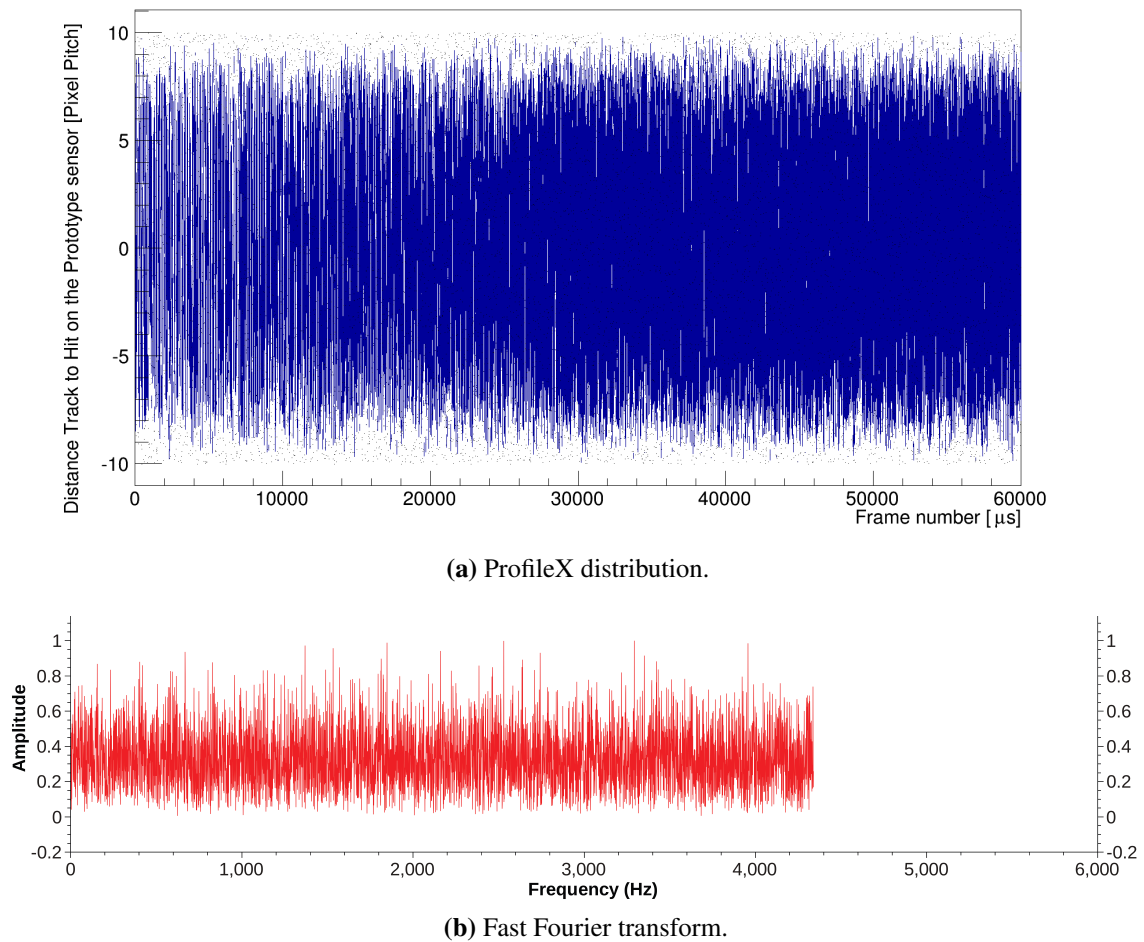 10
5
0
-5
-10
Distance Track to Hit on the Prototype sensor [Pixel Pitch]
0 10000 20000 30000 40000 50000 60000
Frame number [ μs]
(a) ProfileX distribution.
1 1
0.8 0.8
0.6 0.6
0.4 0.4
0.2 0.2
0 0
-0.2 -0.2
Amplitude
0 1,000 2,000 3,000 4,000 5,000 6,000
Frequency (Hz)
(b) Fast Fourier transform.